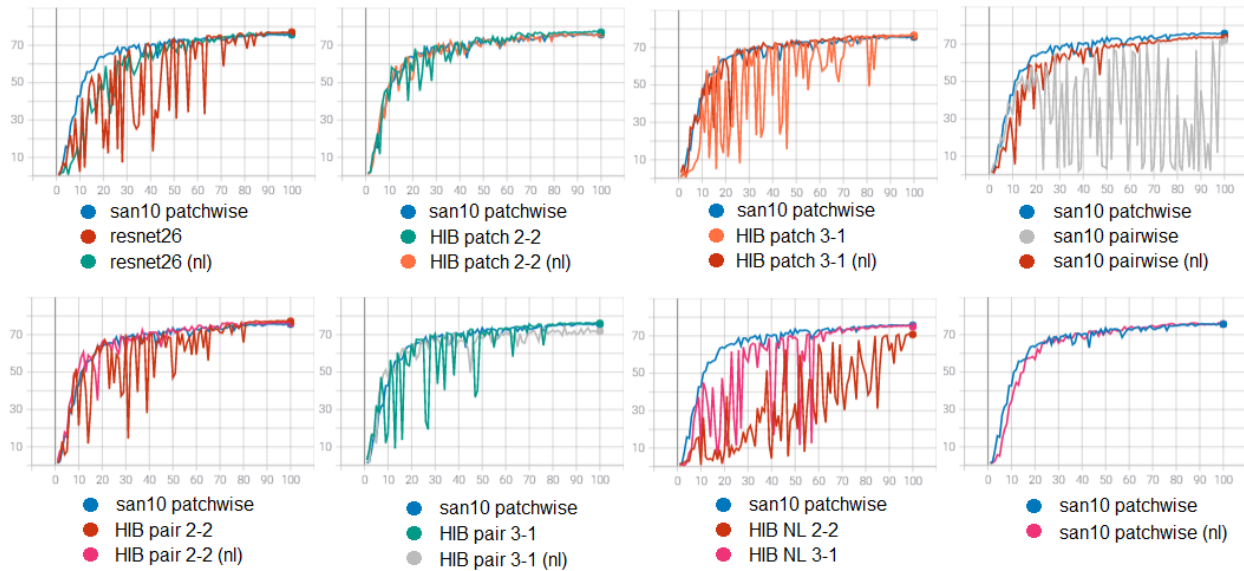 70
50
30
10
0 10 20 30 40 50 60 70 80 90 100
san10 patchwise
resnet26
resnet26 (nl)
70
50
30
10
0 10 20 30 40 50 60 70 80 90 100
san10 patchwise
HIB patch 2-2
HIB patch 2-2 (nl)
70
50
30
10
0 10 20 30 40 50 60 70 80 90 100
san10 patchwise
HIB patch 3-1
HIB patch 3-1 (nl)
70
50
30
10
0 10 20 30 40 50 60 70 80 90 100
san10 patchwise
san10 pairwise
san10 pairwise (nl)
70
50
30
10
0 10 20 30 40 50 60 70 80 90 100
san10 patchwise
HIB pair 2-2
HIB pair 2-2 (nl)
70
50
30
10
0 10 20 30 40 50 60 70 80 90 100
san10 patchwise
HIB pair 3-1
HIB pair 3-1 (nl)
70
50
30
10
0 10 20 30 40 50 60 70 80 90 100
san10 patchwise
HIB NL 2-2
HIB NL 3-1
70
50
30
10
0 10 20 30 40 50 60 70 80 90 100
san10 patchwise
san10 patchwise (nl)